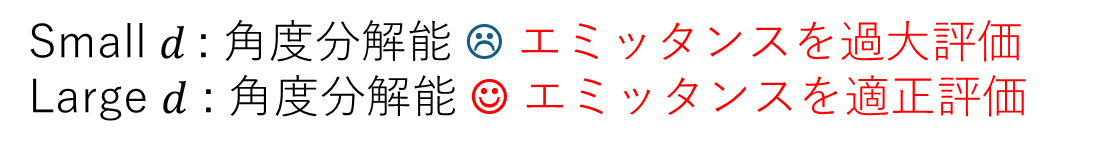 Small d : 角度分解能 ☹ エミッタンスを過大評価
Large d : 角度分解能 ☺ エミッタンスを適正評価